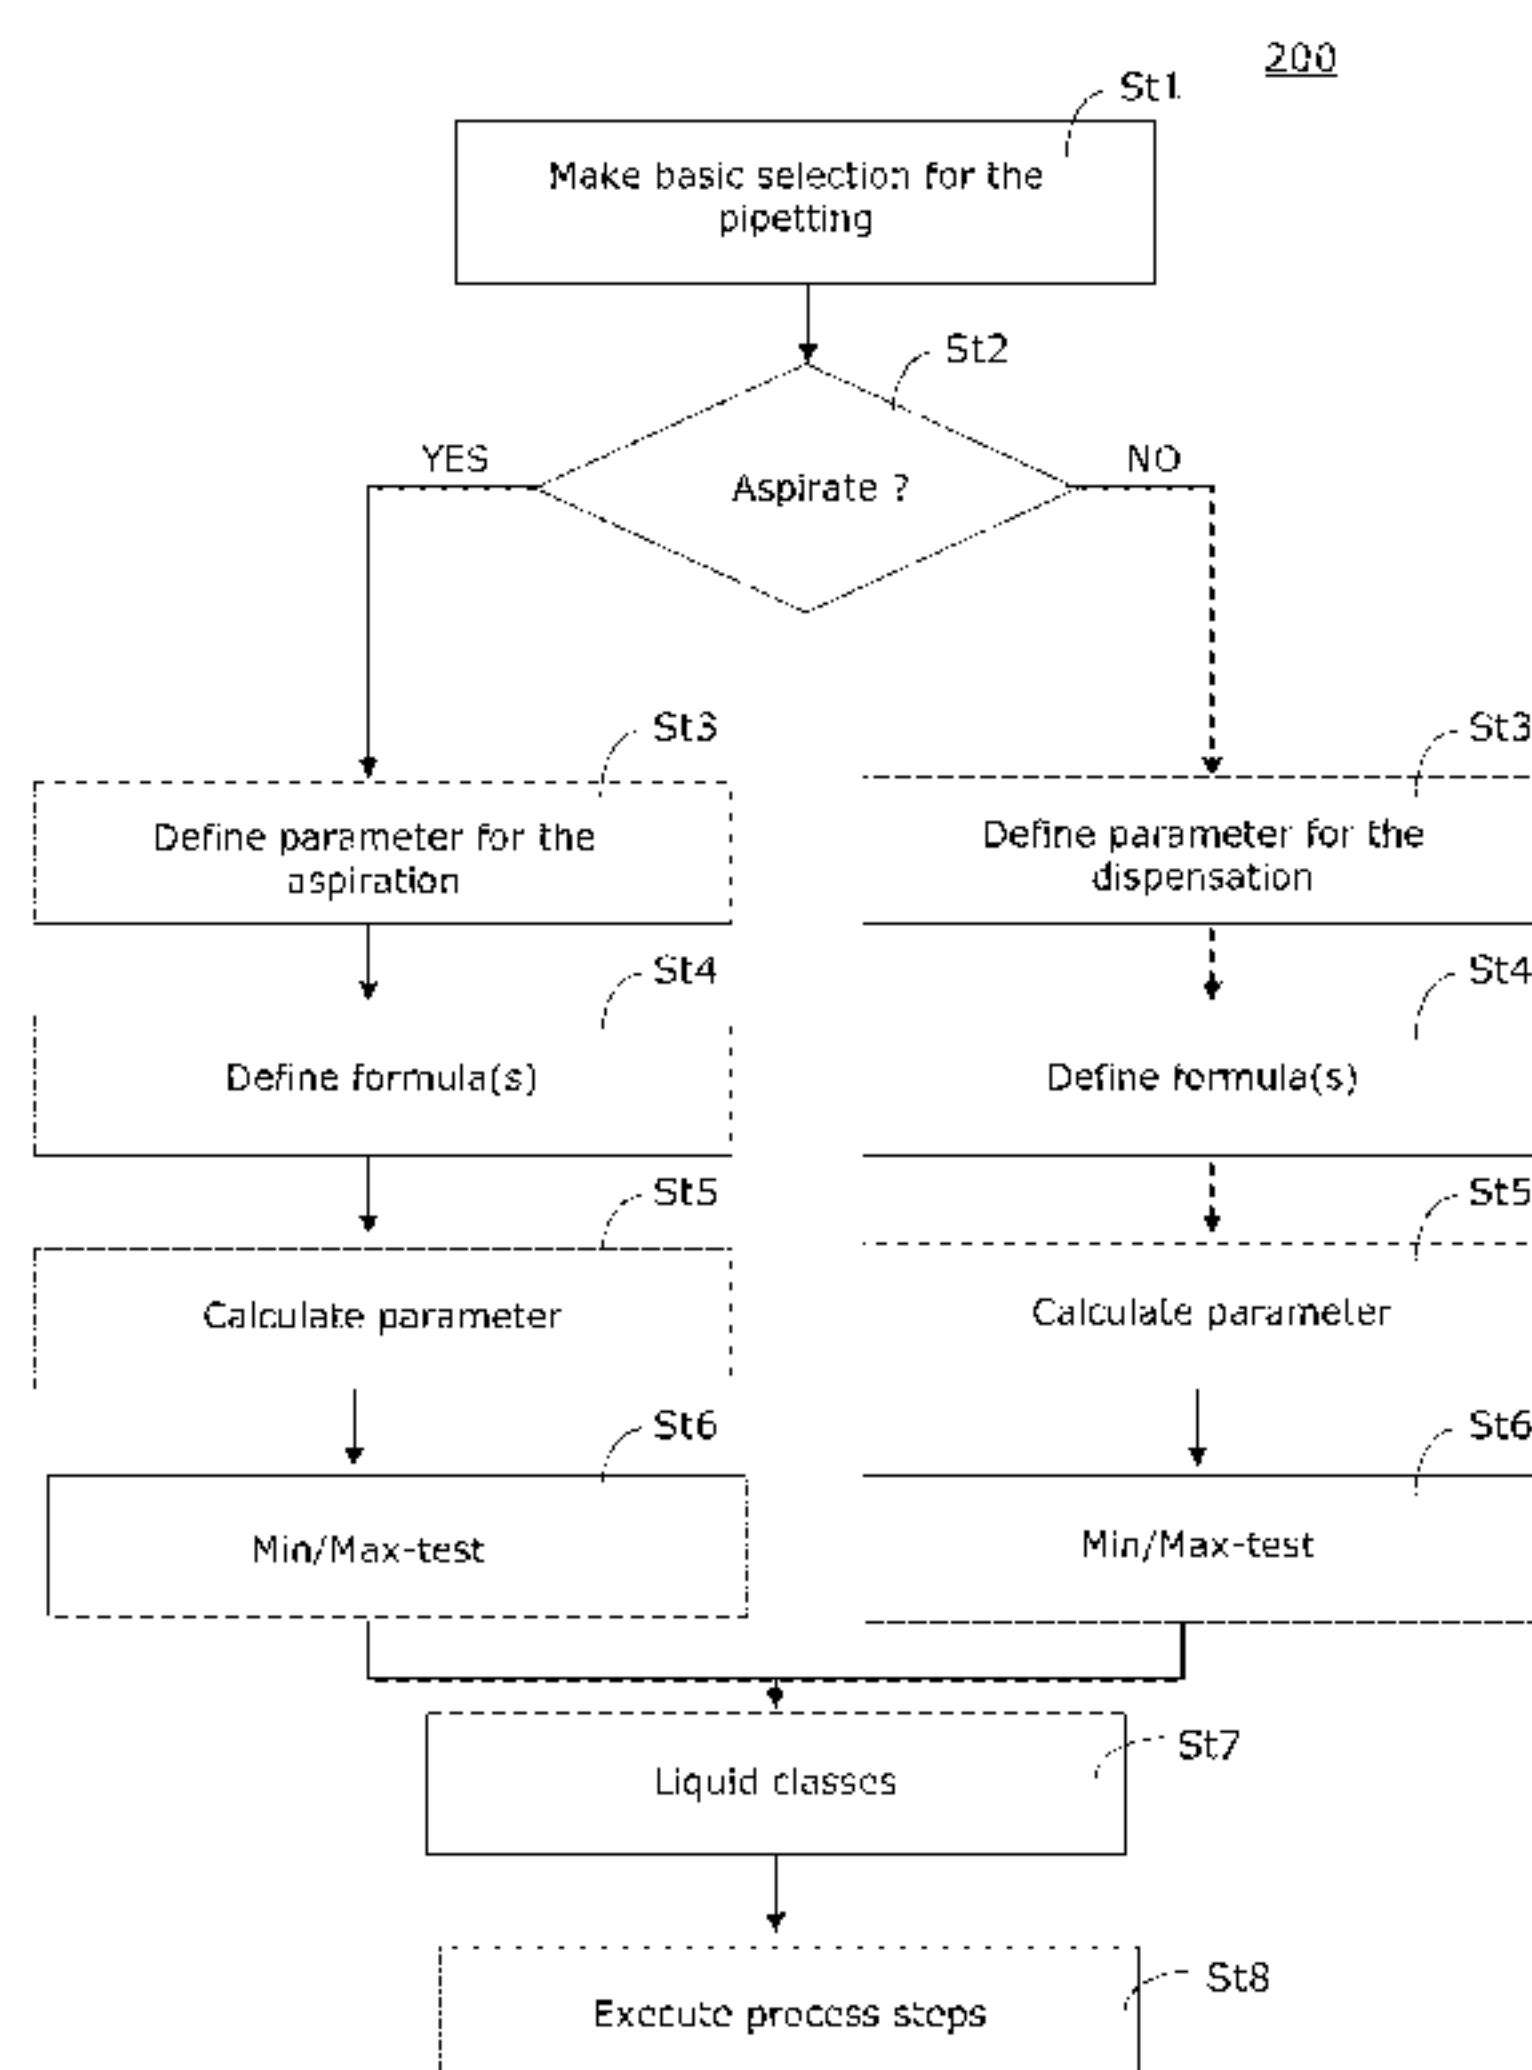 200
St1
Make basic selection for the
pipetting
St2
YES
Aspirate ?
NO
St3
Define parameter for the
aspiration
St3
Define parameter for the
dispensation
St4
Define formula(s)
St4
Define formula(s)
St5
Calculate parameter
St5
Calculate parameter
St6
Min/Max-test
St6
Min/Max-test
St7
Liquid classes
St8
Execute process steps